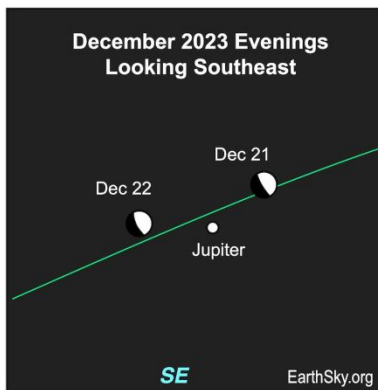 December 2023 Evenings
Looking Southeast
Dec 21
Dec 22
Jupiter
SE
EarthSky.org